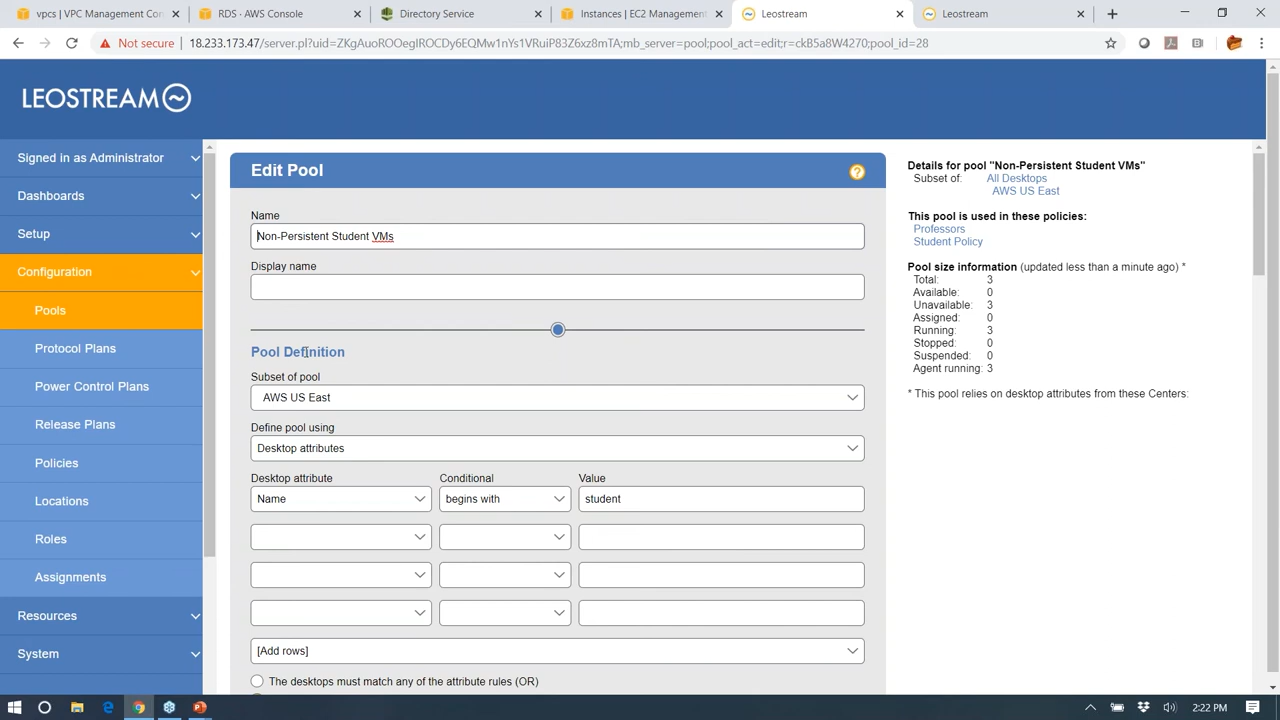 vpcs | VPC Management Con
RDS - AWS Console
Directory Service
Instances | EC2 Management
Leostream
Leostream
Not secure
18.233.173.47/server.pl?uid=ZKgAuoROOegIROCDy6EQMw1nYs1VRuiP83Z6xz8mTA;mb_server=pool;pool_act=edit;r=ckB5a8W4270;pool_id=28
LEOSTREAM
Signed in as Administrator
Dashboards
Setup
Configuration
Pools
Protocol Plans
Power Control Plans
Release Plans
Policies
Locations
Roles
Assignments
Resources
System
Edit Pool
Name
Non-Persistent Student VMs
Display name
Pool Definition
Subset of pool
AWS US East
Define pool using
Desktop attributes
Desktop attribute Conditional Value
Name begins with student
[Add rows]
The desktops must match any of the attribute rules (OR)
Details for pool "Non-Persistent Student VMs"
Subset of: All Desktops
AWS US East
This pool is used in these policies:
Professors
Student Policy
Pool size information (updated less than a minute ago) *
Total: 3
Available: 0
Unavailable: 3
Assigned: 0
Running: 3
Stopped: 0
Suspended: 0
Agent running: 3
* This pool relies on desktop attributes from these Centers:
2:22 PM